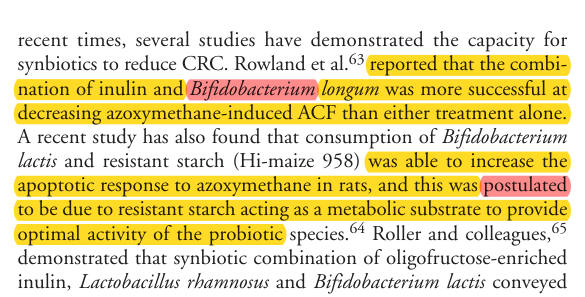 recent times, several studies have demonstrated the capacity for
synbiotics to reduce CRC. Rowland et al.63 reported that the combi-
nation of inulin and Bifidobacterium longum was more successful at
decreasing azoxymethane-induced ACF than either treatment alone.
A recent study has also found that consumption of Bifidobacterium
lactis and resistant starch (Hi-maize 958) was able to increase the
apoptotic response to azoxymethane in rats, and this was postulated
to be due to resistant starch acting as a metabolic substrate to provide
optimal activity of the probiotic species.64 Roller and colleagues,65
demonstrated that synbiotic combination of oligofructose-enriched
inulin, Lactobacillus rhamnosus and Bifidobacterium lactis conveyed